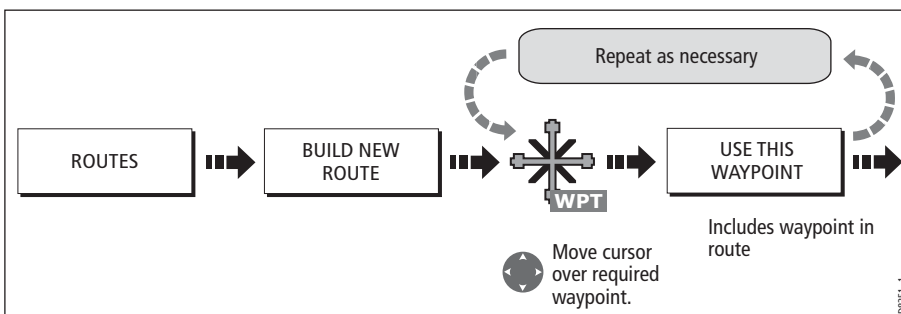 Repeat as necessary
ROUTES
BUILD NEW
ROUTE
WPT
USE THIS
WAYPOINT
Move cursor
over required
waypoint.
Includes waypoint in
route
D8351_1